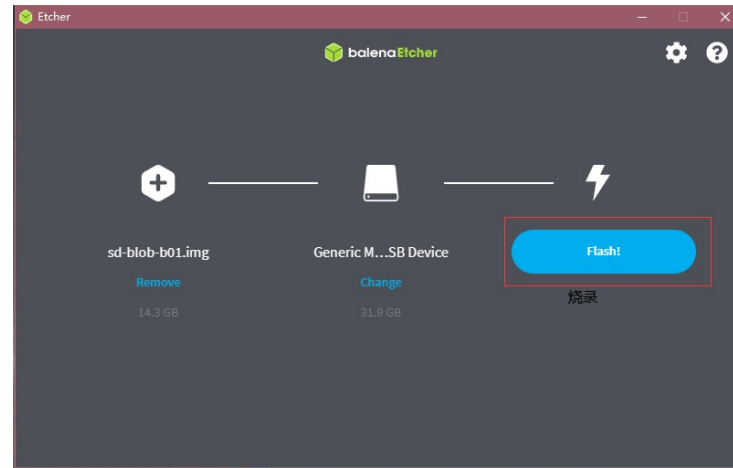 Etcher
balenaEtcher
sd-blob-b01.img
Generic M...SB Device
Flash!
Remove
Change
烧录
14.3 GB
31.9 GB